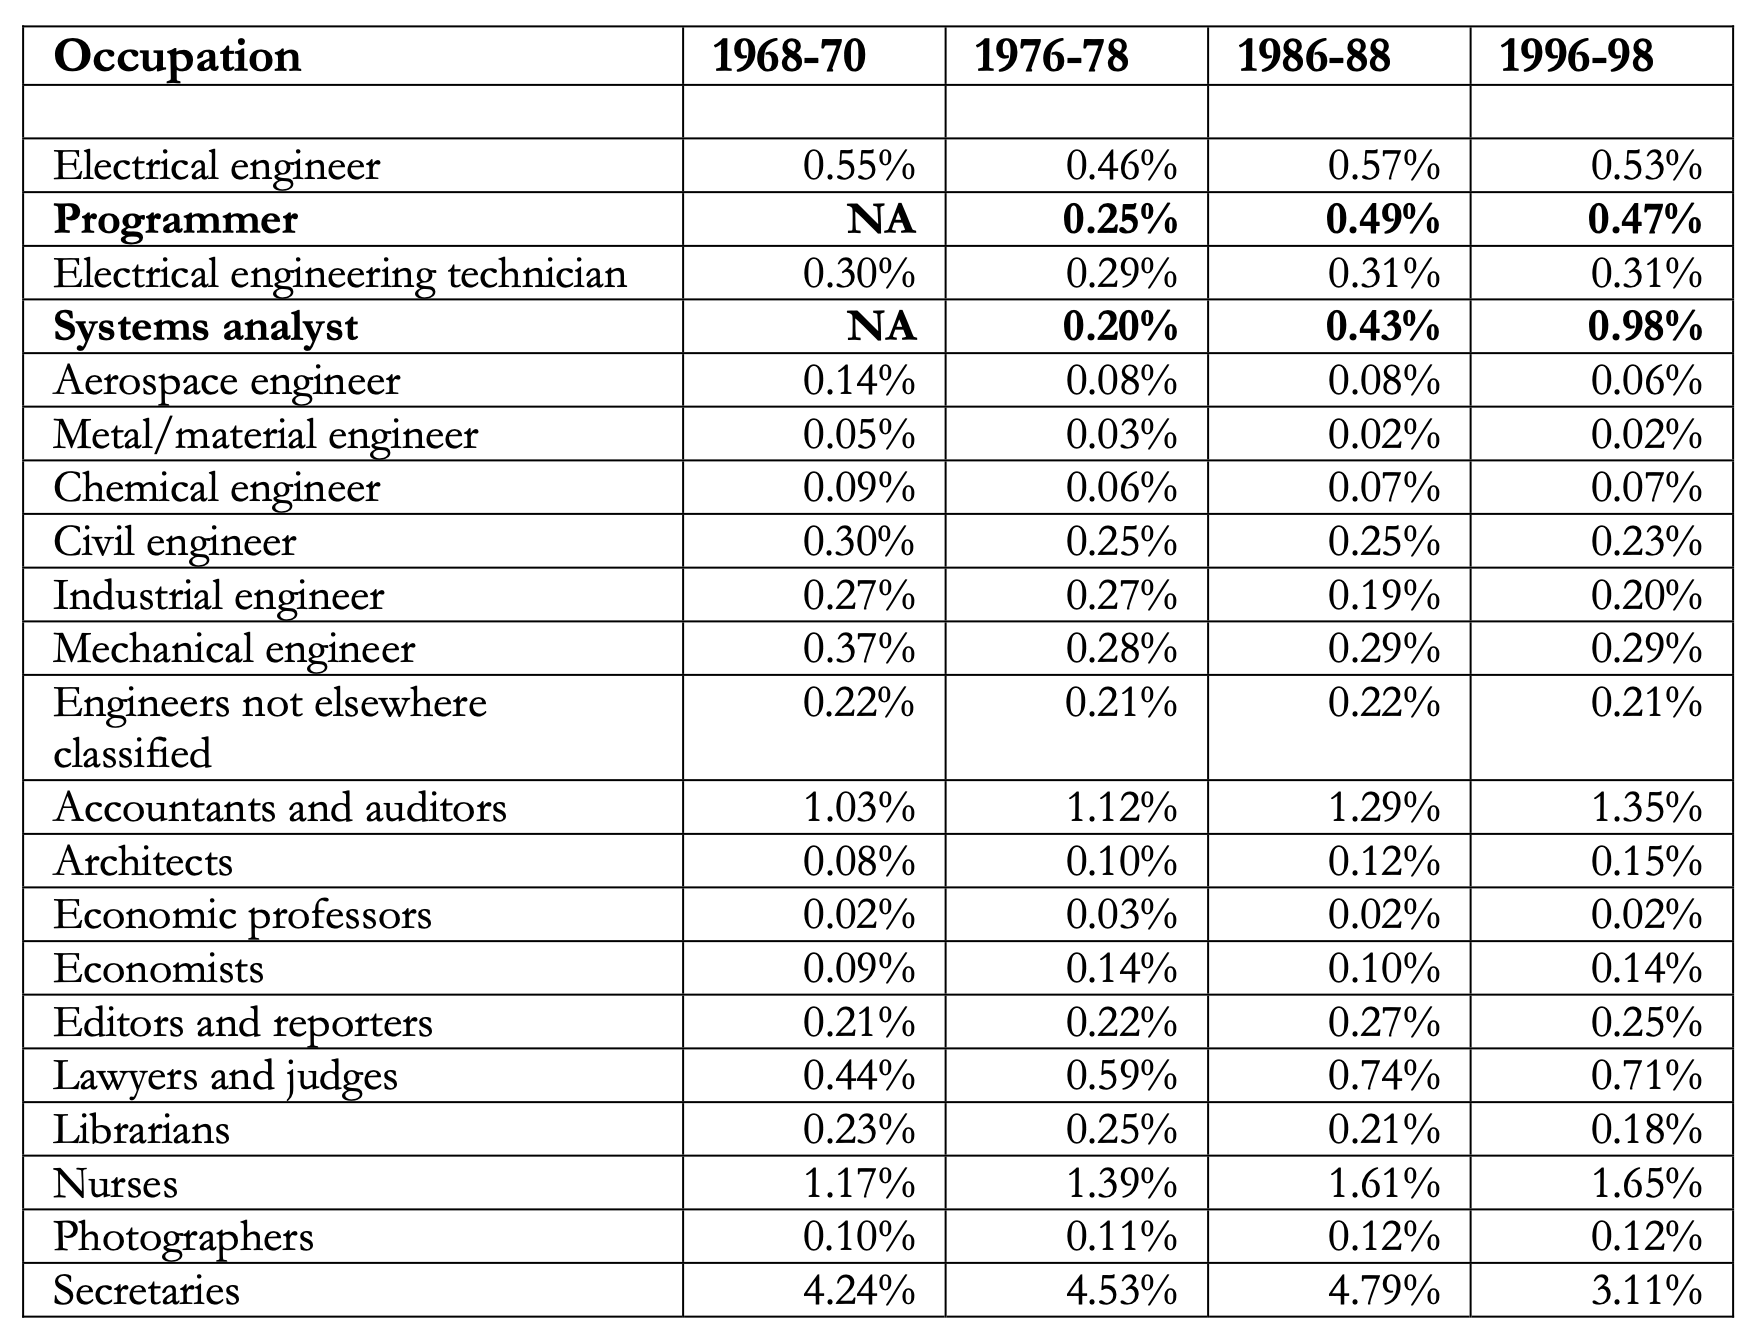 Occupation 1968-70 1976-78 1986-88 1996-98
Electrical engineer 0.55% 0.46% 0.57% 0.53%
Programmer NA 0.25% 0.49% 0.47%
Electrical engineering technician 0.30% 0.29% 0.31% 0.31%
Systems analyst NA 0.20% 0.43% 0.98%
Aerospace engineer 0.14% 0.08% 0.08% 0.06%
Metal/material engineer 0.05% 0.03% 0.02% 0.02%
Chemical engineer 0.09% 0.06% 0.07% 0.07%
Civil engineer 0.30% 0.25% 0.25% 0.23%
Industrial engineer 0.27% 0.27% 0.19% 0.20%
Mechanical engineer 0.37% 0.28% 0.29% 0.29%
Engineers not elsewhere 0.22% 0.21% 0.22% 0.21%
classified
Accountants and auditors 1.03% 1.12% 1.29% 1.35%
Architects 0.08% 0.10% 0.12% 0.15%
Economic professors 0.02% 0.03% 0.02% 0.02%
Economists 0.09% 0.14% 0.10% 0.14%
Editors and reporters 0.21% 0.22% 0.27% 0.25%
Lawyers and judges 0.44% 0.59% 0.74% 0.71%
Librarians 0.23% 0.25% 0.21% 0.18%
Nurses 1.17% 1.39% 1.61% 1.65%
Photographers 0.10% 0.11% 0.12% 0.12%
Secretaries 4.24% 4.53% 4.79% 3.11%